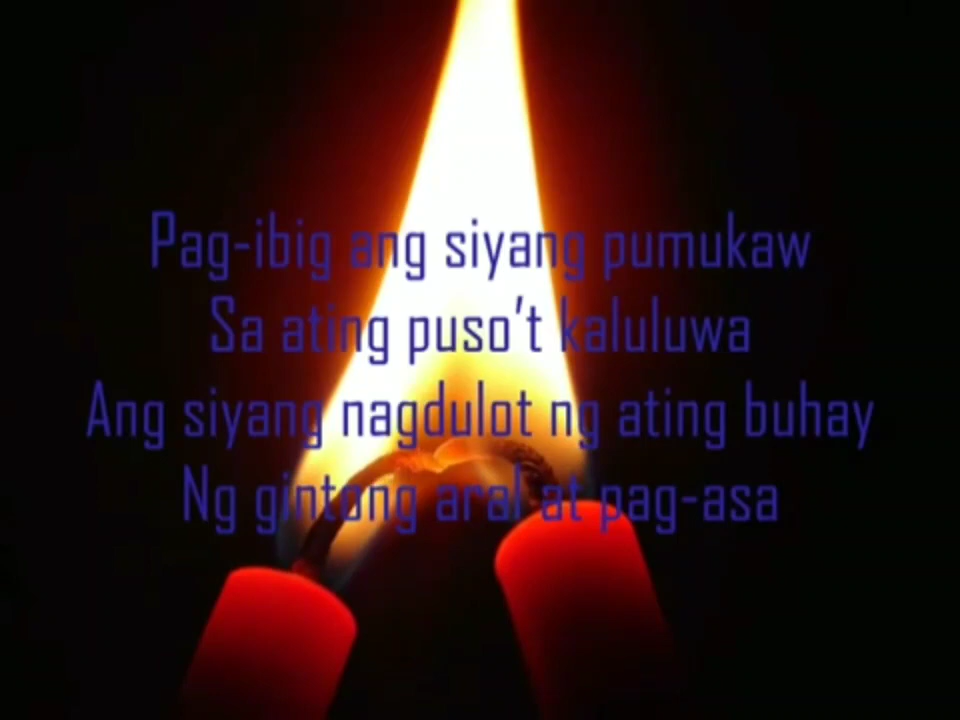 Pag-ibig ang siyang pumukaw
Sa ating puso't kaluluwa
Ang siyang nagdulot ng ating buhay
Ng gintong aral at pag-asa